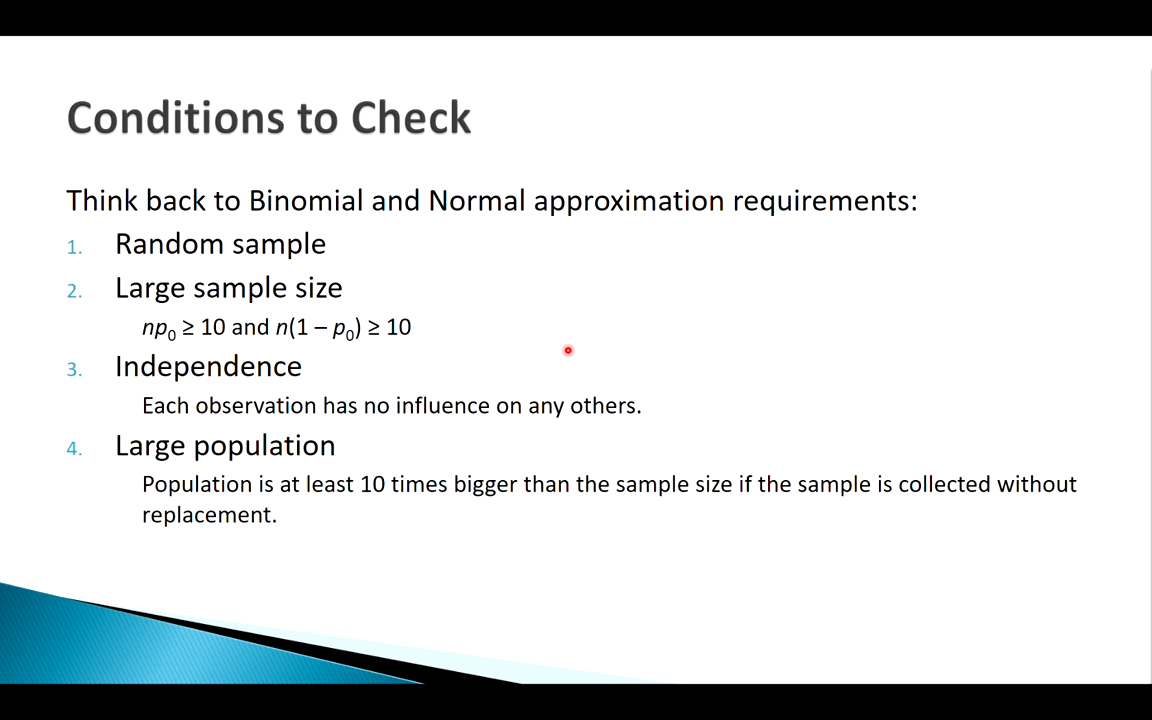 Conditions to Check
Think back to Binomial and Normal approximation requirements:
1. Random sample
2. Large sample size
np₀ ≥ 10 and n(1 – p₀) ≥ 10
3. Independence
Each observation has no influence on any others.
4. Large population
Population is at least 10 times bigger than the sample size if the sample is collected without
replacement.